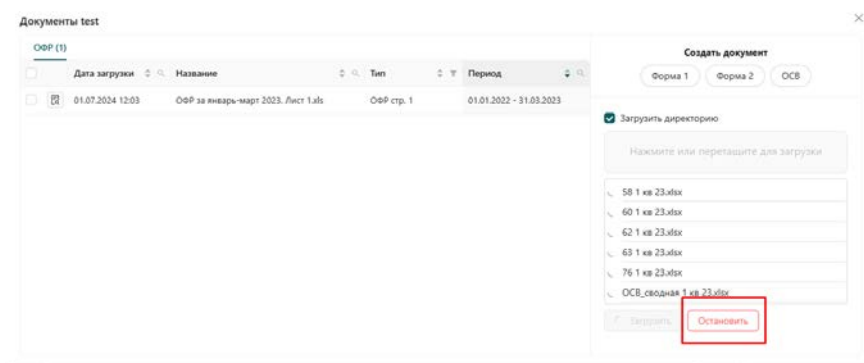 Документы test
ОФР (1)
Дата загрузки Название Тип Период
01.07.2024 12:03 ОФР за январь-март 2023. Лист 1.xls ОФР стр. 1 01.01.2022 - 31.03.2023
Создать документ
Форма 1 Форма 2 ОСВ
Загрузить директорию
Нажмите или перетащите для загрузки
58 1 кв 23.xlsx
60 1 кв 23.xlsx
62 1 кв 23.xlsx
63 1 кв 23.xlsx
76 1 кв 23.xlsx
ОСВ_сводная 1 кв 23.xlsx
Загрузить Остановить